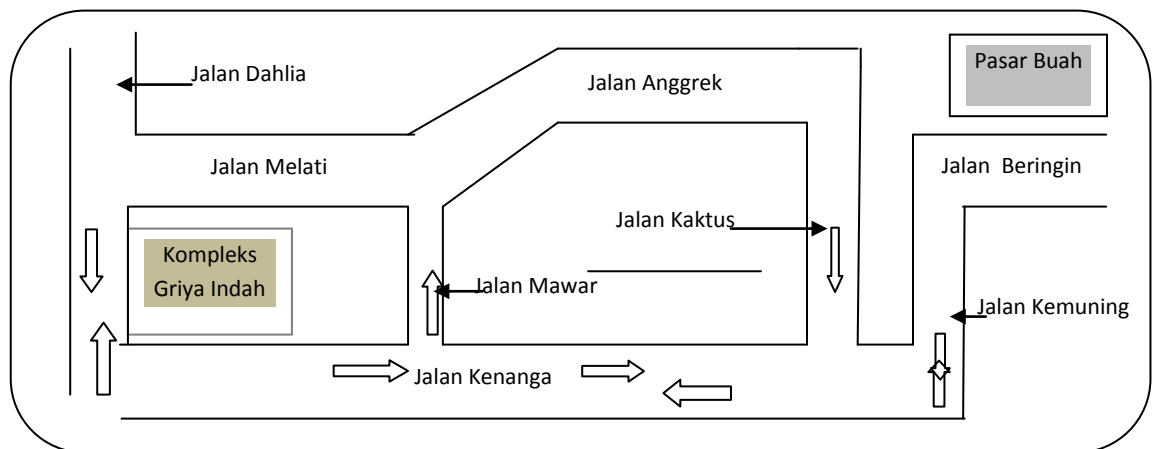 Jalan Dahlia
Jalan Anggrek
Pasar Buah
Jalan Melati
Jalan Beringin
Jalan Kaktus
Kompleks
Griya Indah
Jalan Mawar
Jalan Kemuning
Jalan Kenanga